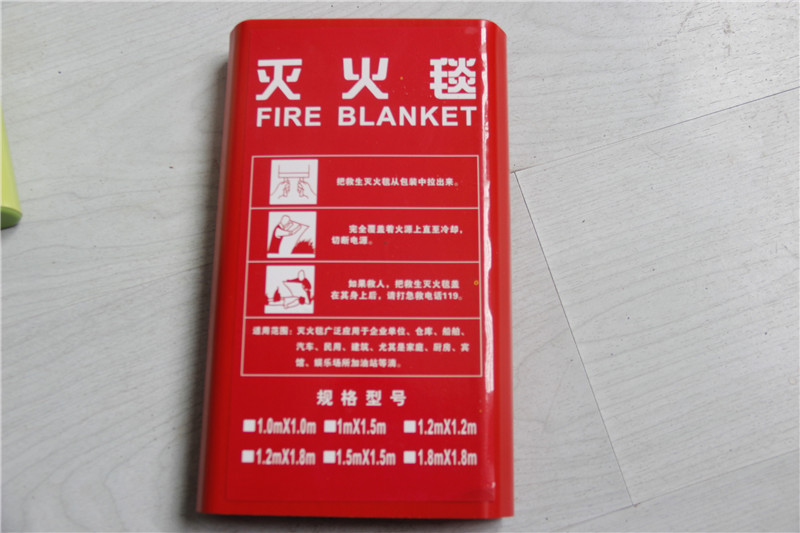 灭火毯
FIRE BLANKET
把救生灭火毯从包装中拉出来。
完全覆盖着火源上直至冷却,
切断电源。
如果救人,把救生灭火毯盖
在其身上后,请打急救电话119。
适用范围:灭火毯广泛应用于企业单位、仓库、船舶、
汽车、民用、建筑、尤其是家庭、厨房、宾
馆、娱乐场所加油站等满。
规格型号
1.0mX1.0m 1mX1.5m 1.2mX1.2m
1.2mX1.8m 1.5mX1.5m 1.8mX1.8m